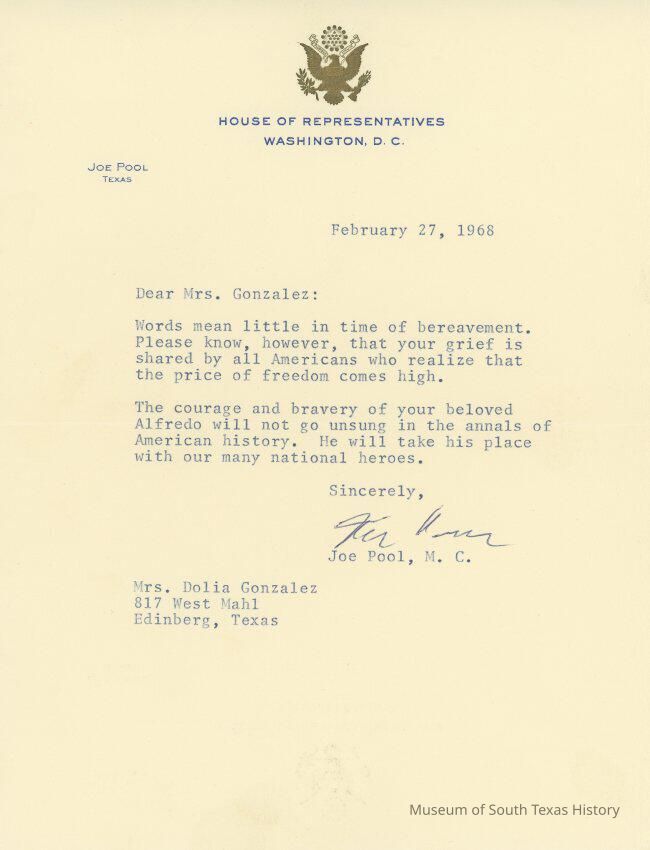 HOUSE OF REPRESENTATIVES
WASHINGTON, D. C.
JOE POOL
TEXAS
February 27, 1968
Dear Mrs. Gonzalez:
Words mean little in time of bereavement.
Please know, however, that your grief is
shared by all Americans who realize that
the price of freedom comes high.
The courage and bravery of your beloved
Alfredo will not go unsung in the annals of
American history. He will take his place
with our many national heroes.
Sincerely,
Joe Pool, M. C.
Mrs. Dolia Gonzalez
817 West Mahl
Edinberg, Texas
Museum of South Texas History